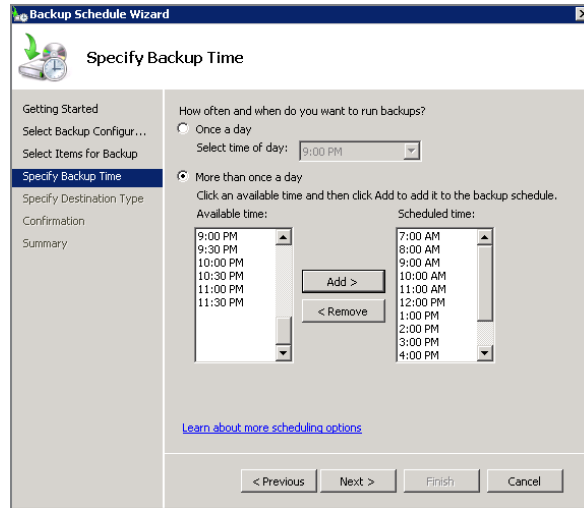 Backup Schedule Wizard
Specify Backup Time
Getting Started
Select Backup Configur...
Select Items for Backup
Specify Backup Time
Specify Destination Type
Confirmation
Summary
How often and when do you want to run backups?
Once a day
Select time of day: 9:00 PM
More than once a day
Click an available time and then click Add to add it to the backup schedule.
Available time:
9:00 PM
9:30 PM
10:00 PM
10:30 PM
11:00 PM
11:30 PM
Add >
< Remove
Scheduled time:
7:00 AM
8:00 AM
9:00 AM
10:00 AM
11:00 AM
12:00 PM
1:00 PM
2:00 PM
3:00 PM
4:00 PM
Learn about more scheduling options
< Previous
Next >
Finish
Cancel